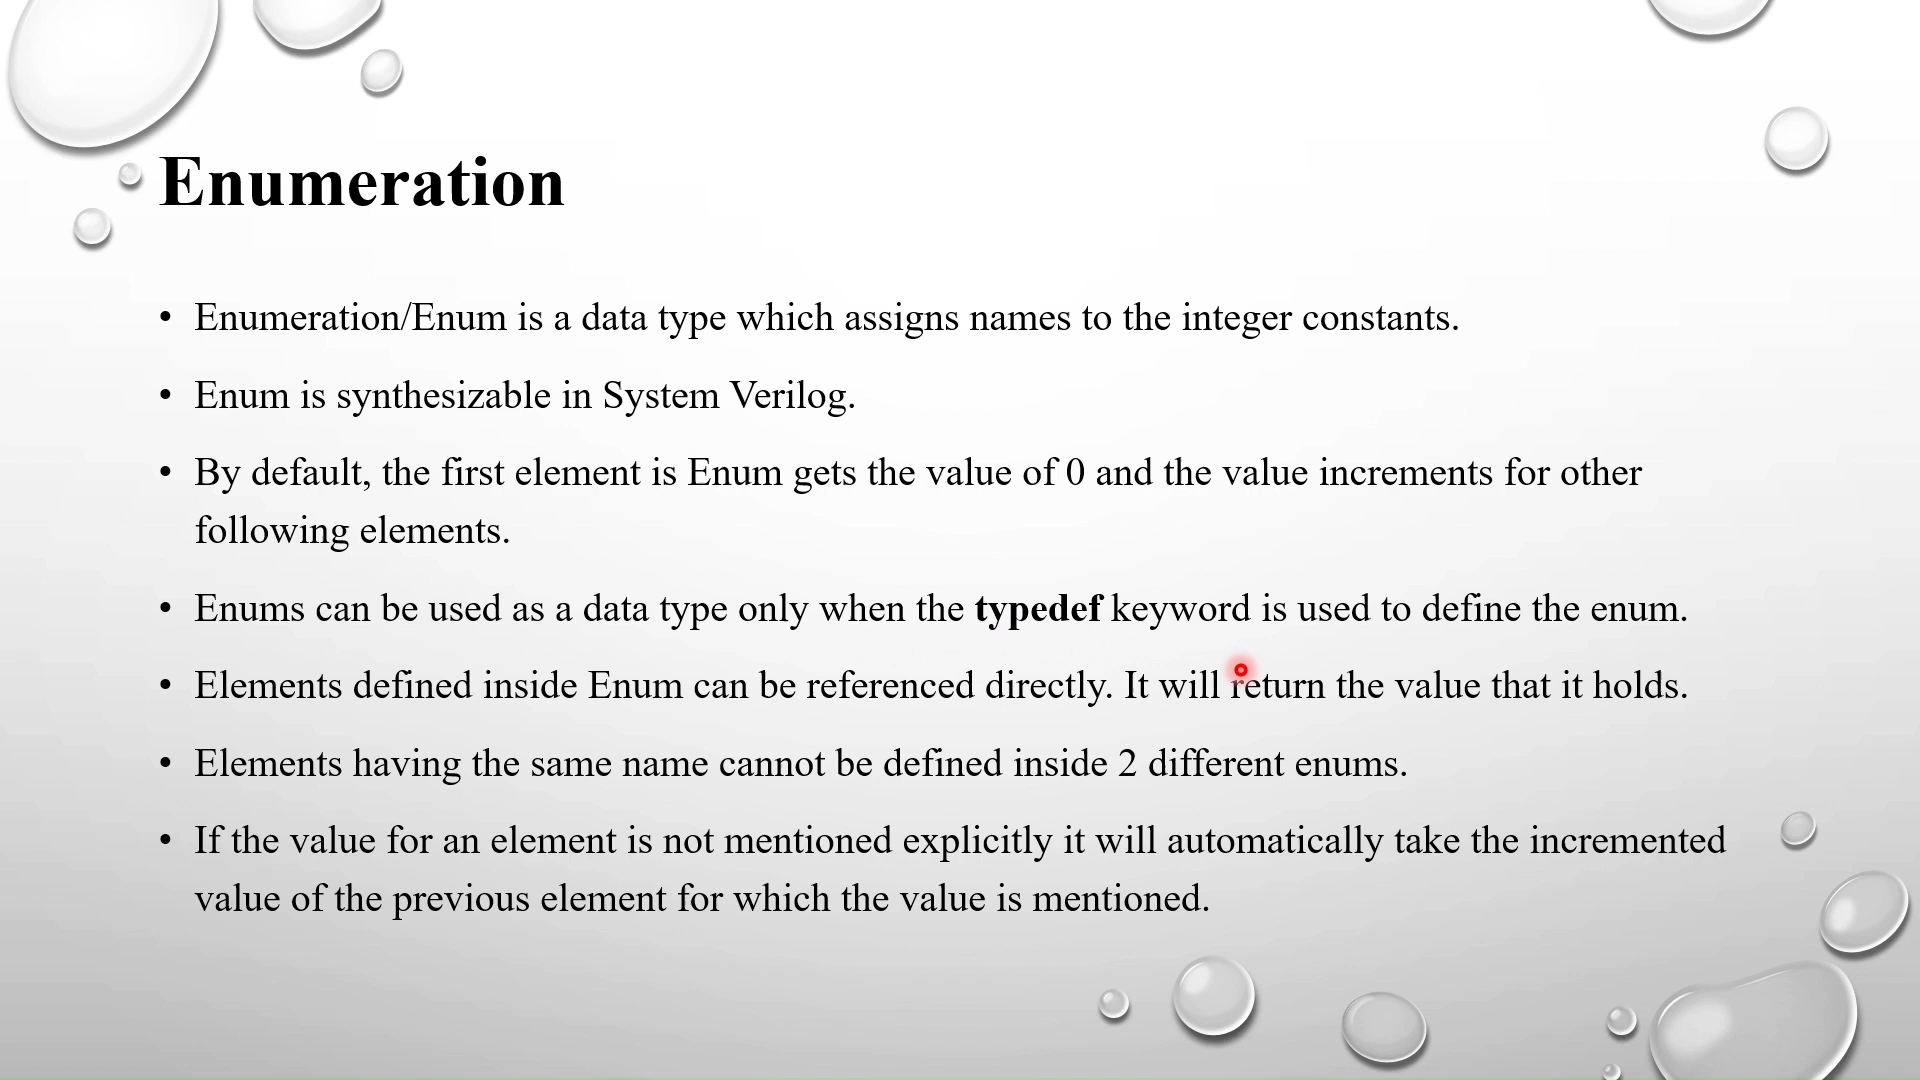 Enumeration
• Enumeration/Enum is a data type which assigns names to the integer constants.
• Enum is synthesizable in System Verilog.
• By default, the first element is Enum gets the value of 0 and the value increments for other
following elements.
• Enums can be used as a data type only when the typedef keyword is used to define the enum.
• Elements defined inside Enum can be referenced directly. It will return the value that it holds.
• Elements having the same name cannot be defined inside 2 different enums.
• If the value for an element is not mentioned explicitly it will automatically take the incremented
value of the previous element for which the value is mentioned.